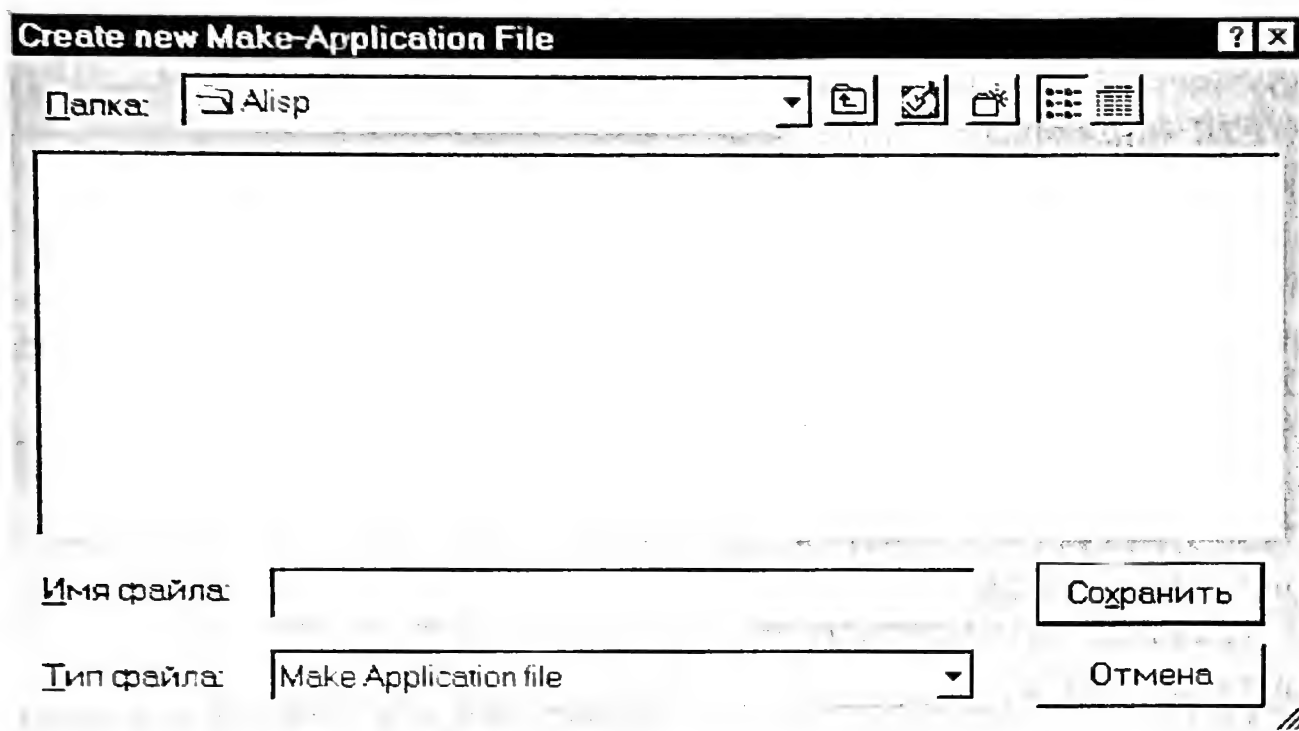 Create new Make-Application File
Папка: Alisp
Имя файла:
Сохранить
Тип файла: Make Application file
Отмена